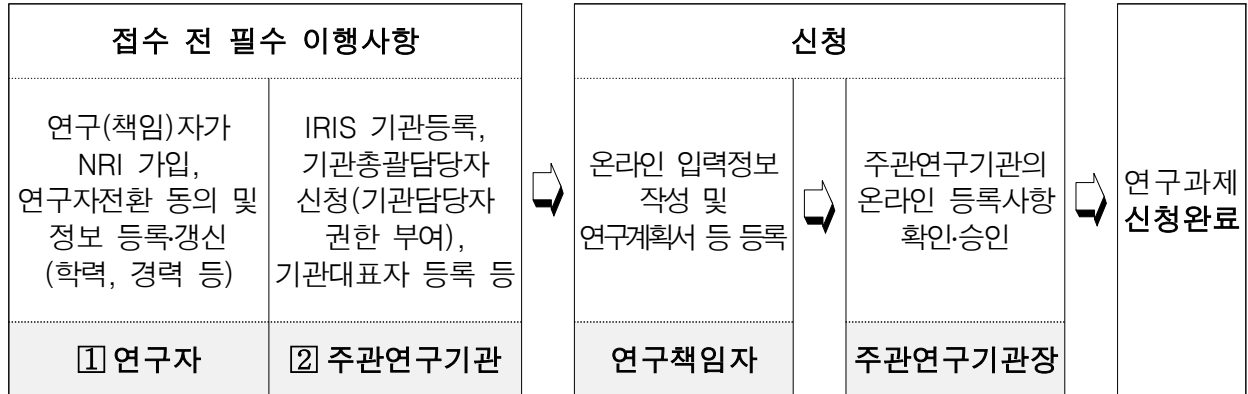 접수 전 필수 이행사항
연구(책임)자가
NRI 가입,
연구자전환 동의 및
정보 등록·갱신
(학력, 경력 등)
1 연구자
IRIS 기관등록,
기관총괄담당자
신청(기관담당자
권한 부여),
기관대표자 등록 등
2 주관연구기관
신청
온라인 입력정보
작성 및
연구계획서 등 등록
연구책임자
주관연구기관의
온라인 등록사항
확인·승인
주관연구기관장
연구과제
신청완료